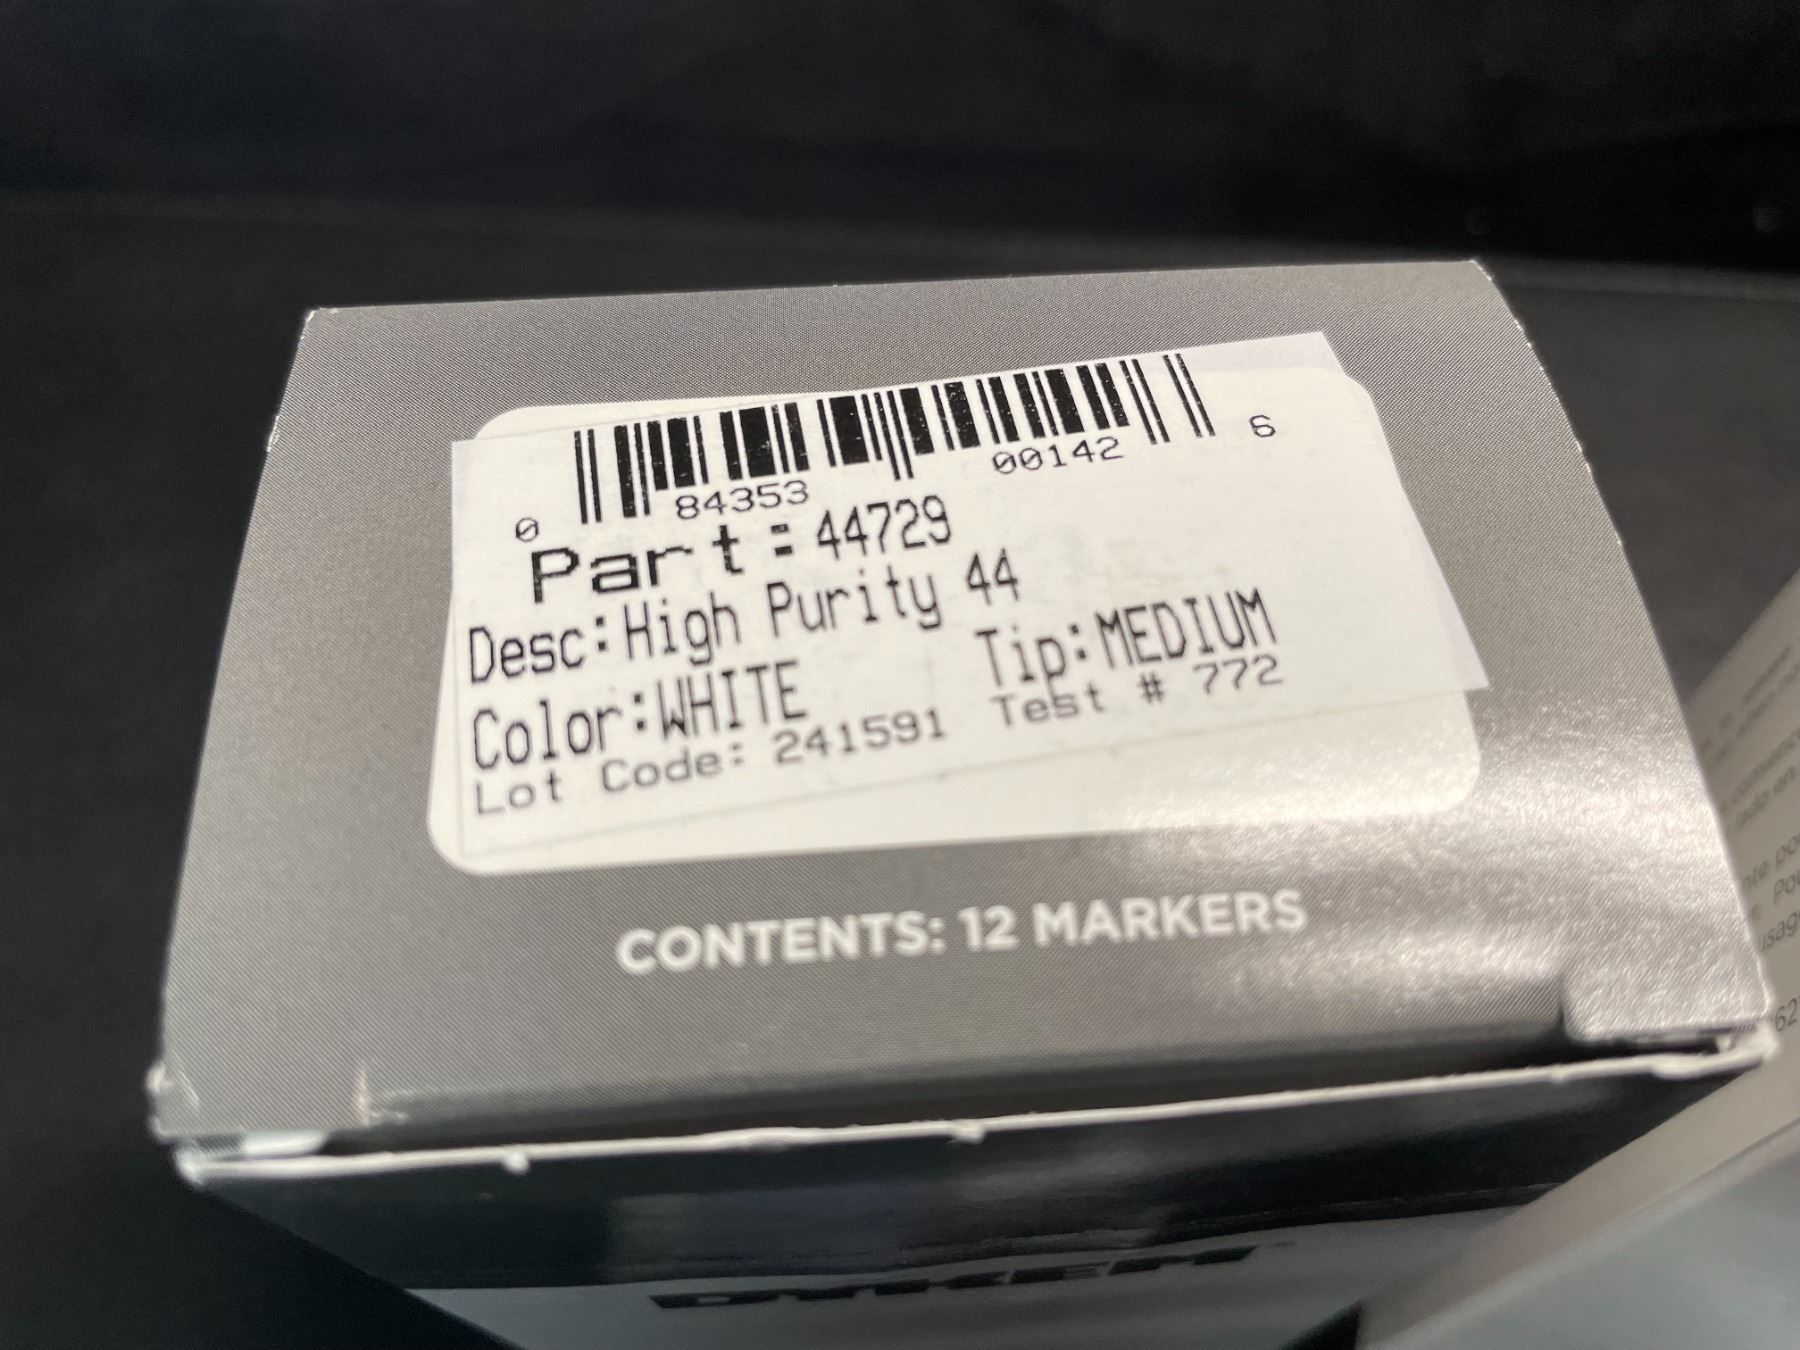 0 84353 00142 6
Part: 44729
Desc: High Purity 44
Color: WHITE Tip: MEDIUM
Lot Code: 241591 Test # 772
CONTENTS: 12 MARKERS
DYKEM